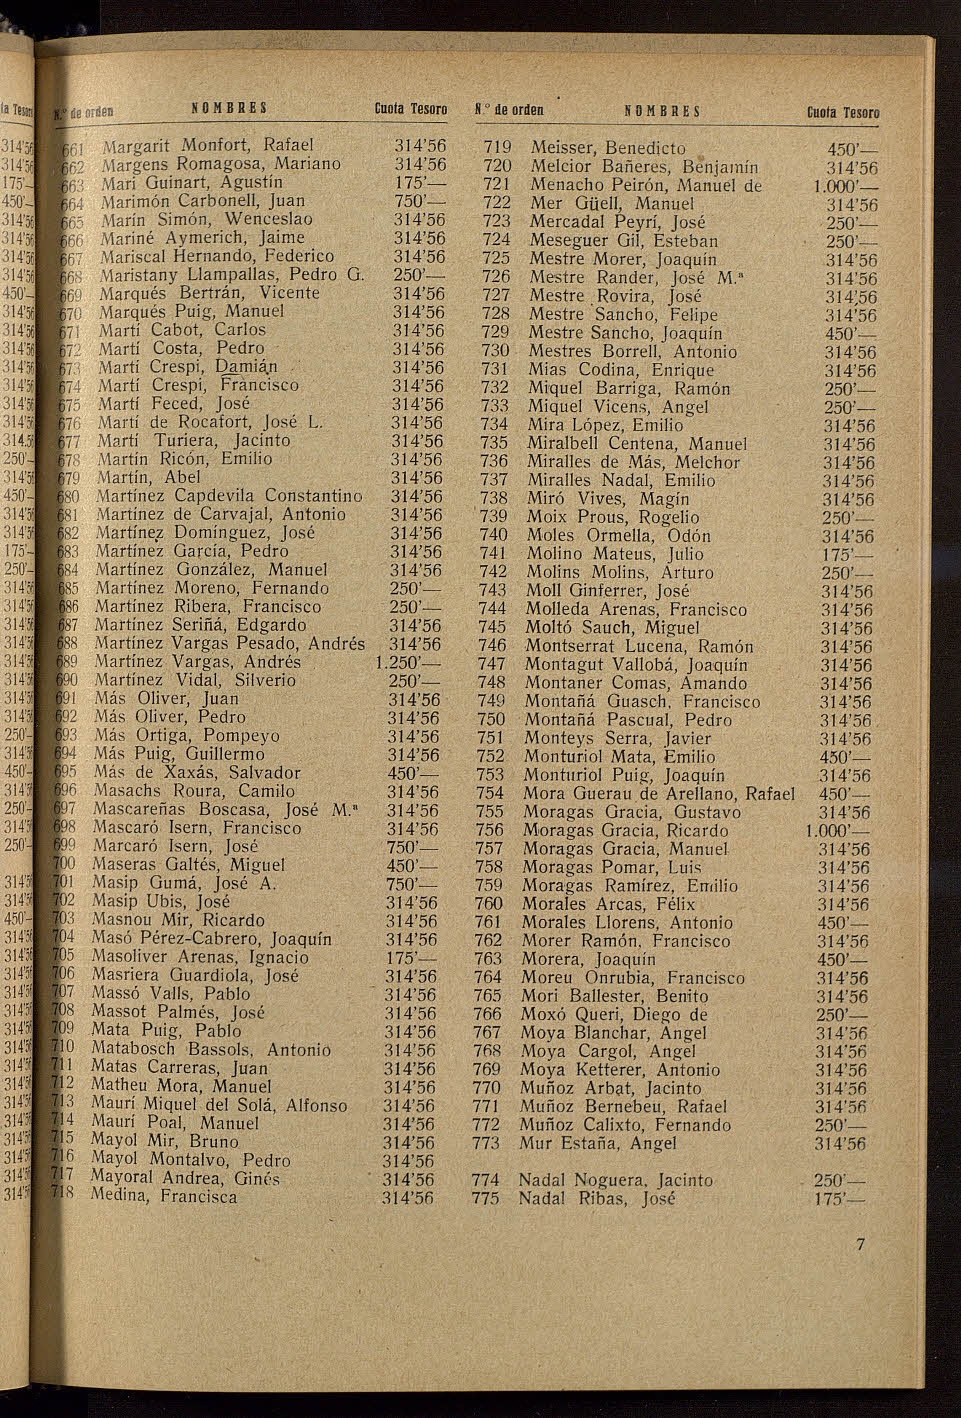 N.º de orden NOMBRES Cuota Tesoro
661 Margarit Monfort, Rafael 314'56
662 Margens Romagosa, Mariano 314'56
663 Marí Guinart, Agustín 175'—
664 Marimón Carbonell, Juan 750'—
665 Marín Simón, Wenceslao 314'56
666 Mariné Aymerich, Jaime 314'56
667 Mariscal Hernando, Federico 314'56
668 Maristany Llampallas, Pedro G. 250'—
669 Marqués Bertrán, Vicente 314'56
670 Marqués Puig, Manuel 314'56
671 Martí Cabot, Carlos 314'56
672 Martí Costa, Pedro 314'56
673 Martí Crespi, Damián 314'56
674 Martí Crespi, Francisco 314'56
675 Martí Feced, José 314'56
676 Martí de Rocafort, José L. 314'56
677 Martí Turiera, Jacinto 314'56
678 Martín Ricón, Emilio 314'56
679 Martín, Abel 314'56
680 Martínez Capdevila Constantino 314'56
681 Martínez de Carvajal, Antonio 314'56
682 Martínez Domínguez, José 314'56
683 Martínez García, Pedro 314'56
684 Martínez González, Manuel 314'56
685 Martínez Moreno, Fernando 250'—
686 Martínez Ribera, Francisco 250'—
687 Martínez Seriñá, Edgardo 314'56
688 Martínez Vargas Pesado, Andrés 314'56
689 Martínez Vargas, Andrés 1.250'—
690 Martínez Vidal, Silverio 250'—
691 Más Oliver, Juan 314'56
692 Más Oliver, Pedro 314'56
693 Más Ortiga, Pompeyo 314'56
694 Más Puig, Guillermo 314'56
695 Más de Xaxás, Salvador 450'—
696 Masachs Roura, Camilo 314'56
697 Mascareñas Boscasa, José M.ª 314'56
698 Mascaró Isern, Francisco 314'56
699 Marcaró Isern, José 750'—
700 Maseras Galtés, Miguel 450'—
701 Masip Gumá, José A. 750'—
702 Masip Ubis, José 314'56
703 Masnou Mir, Ricardo 314'56
704 Masó Pérez-Cabrero, Joaquín 314'56
705 Masoliver Arenas, Ignacio 175'—
706 Masriera Guardiola, José 314'56
707 Massó Valls, Pablo 314'56
708 Massot Palmés, José 314'56
709 Mata Puig, Pablo 314'56
710 Matabosch Bassols, Antonio 314'56
711 Matas Carreras, Juan 314'56
712 Matheu Mora, Manuel 314'56
713 Maurí Miquel del Solá, Alfonso 314'56
714 Maurí Poal, Manuel 314'56
715 Mayol Mir, Bruno 314'56
716 Mayol Montalvo, Pedro 314'56
717 Mayoral Andrea, Ginés 314'56
718 Medina, Francisca 314'56
N.º de orden NOMBRES Cuota Tesoro
719 Meisser, Benedicto 450'—
720 Melcior Bañeres, Benjamín 314'56
721 Menacho Peirón, Manuel de 1.000'—
722 Mer Güell, Manuel 314'56
723 Mercadal Peyrí, José 250'—
724 Meseguer Gil, Esteban 250'—
725 Mestre Morer, Joaquín 314'56
726 Mestre Rander, José M.ª 314'56
727 Mestre Rovira, José 314'56
728 Mestre Sancho, Felipe 314'56
729 Mestre Sancho, Joaquín 450'—
730 Mestres Borrell, Antonio 314'56
731 Mias Codina, Enrique 314'56
732 Miquel Barriga, Ramón 250'—
733 Miquel Vicens, Angel 250'—
734 Mira López, Emilio 314'56
735 Miralbell Centena, Manuel 314'56
736 Miralles de Más, Melchor 314'56
737 Miralles Nadal, Emilio 314'56
738 Miró Vives, Magín 314'56
739 Moix Prous, Rogelio 250'—
740 Moles Ormella, Odón 314'56
741 Molino Mateus, Julio 175'—
742 Molins Molins, Arturo 250'—
743 Moll Ginferrer, José 314'56
744 Molleda Arenas, Francisco 314'56
745 Moltó Sauch, Miguel 314'56
746 Montserrat Lucena, Ramón 314'56
747 Montagut Vallobá, Joaquín 314'56
748 Montaner Comas, Amando 314'56
749 Montañá Guasch, Francisco 314'56
750 Montañá Pascual, Pedro 314'56
751 Monteys Serra, Javier 314'56
752 Monturiol Mata, Emilio 450'—
753 Monturiol Puig, Joaquín 314'56
754 Mora Guerau de Arellano, Rafael 450'—
755 Moragas Gracia, Gustavo 314'56
756 Moragas Gracia, Ricardo 1.000'—
757 Moragas Gracia, Manuel 314'56
758 Moragas Pomar, Luis 314'56
759 Moragas Ramírez, Emilio 314'56
760 Morales Arcas, Félix 314'56
761 Morales Llorens, Antonio 450'—
762 Morer Ramón, Francisco 314'56
763 Morera, Joaquín 450'—
764 Moreu Onrubia, Francisco 314'56
765 Mori Ballester, Benito 314'56
766 Moxó Queri, Diego de 250'—
767 Moya Blanchar, Angel 314'56
768 Moya Cargol, Angel 314'56
769 Moya Ketterer, Antonio 314'56
770 Muñoz Arbat, Jacinto 314'56
771 Muñoz Bernebeu, Rafael 314'56
772 Muñoz Calixto, Fernando 250'—
773 Mur Estaña, Angel 314'56
774 Nadal Noguera, Jacinto 250'—
775 Nadal Ribas, José 175'—
7